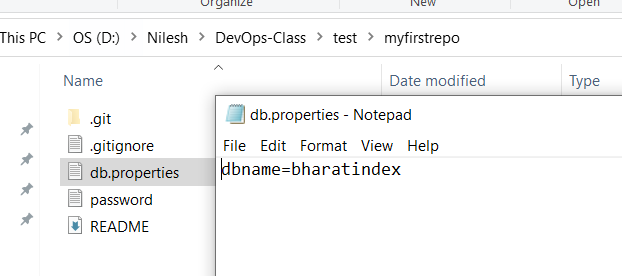 Organize New Open
This PC > OS (D:) > Nilesh > DevOps-Class > test > myfirstrepo
Name Date modified Type
.git
.gitignore
db.properties
password
README
db.properties - Notepad
File Edit Format View Help
dbname=bharatindex